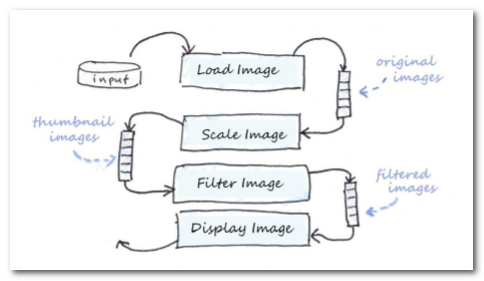 Load Image
original
images
input
thumbnail
images
Scale Image
Filter Image
filtered
images
Display Image